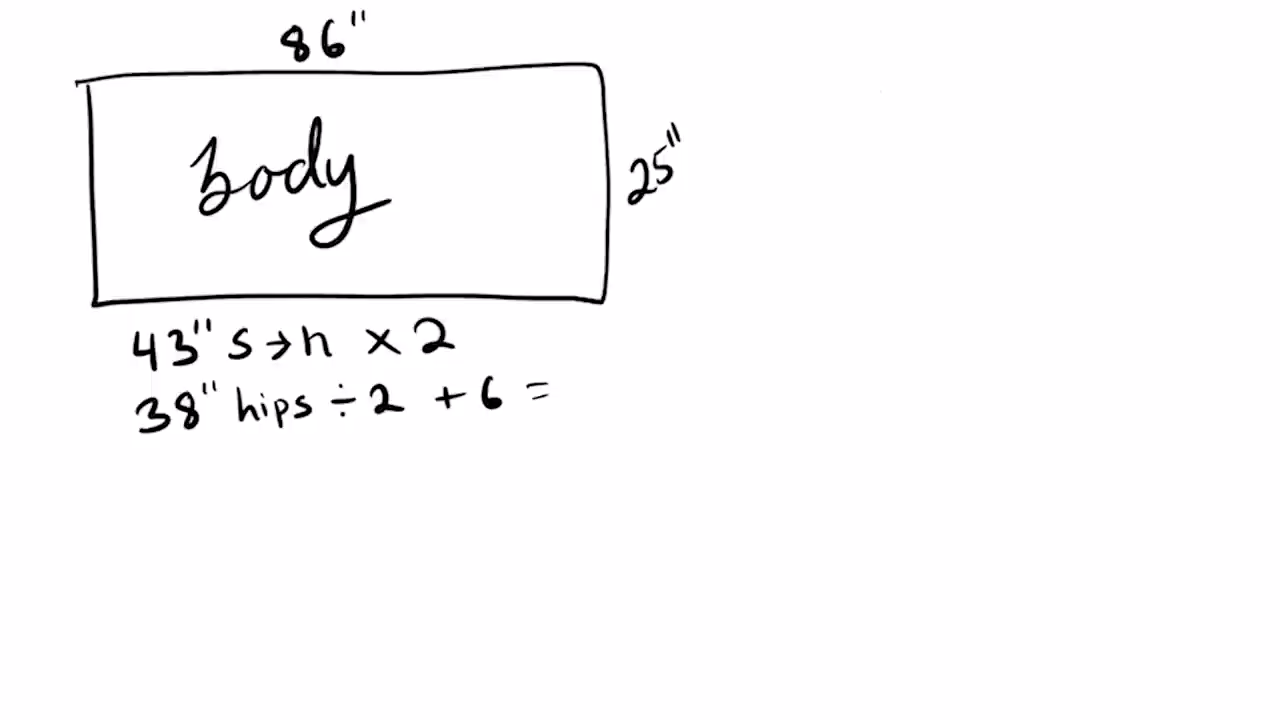 86"
body
25"
43" s→h × 2
38" hips ÷ 2 + 6 =